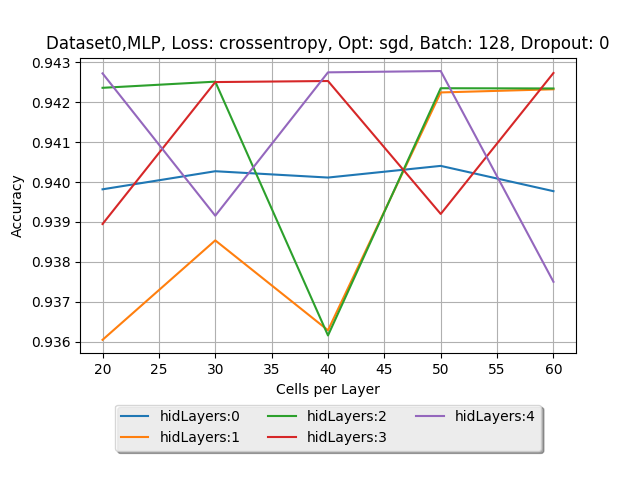 Dataset0,MLP, Loss: crossentropy, Opt: sgd, Batch: 128, Dropout: 0
0.943
0.942
0.941
0.940
0.939
0.938
0.937
0.936
Accuracy
20 25 30 35 40 45 50 55 60
Cells per Layer
hidLayers:0 hidLayers:2 hidLayers:4
hidLayers:1 hidLayers:3